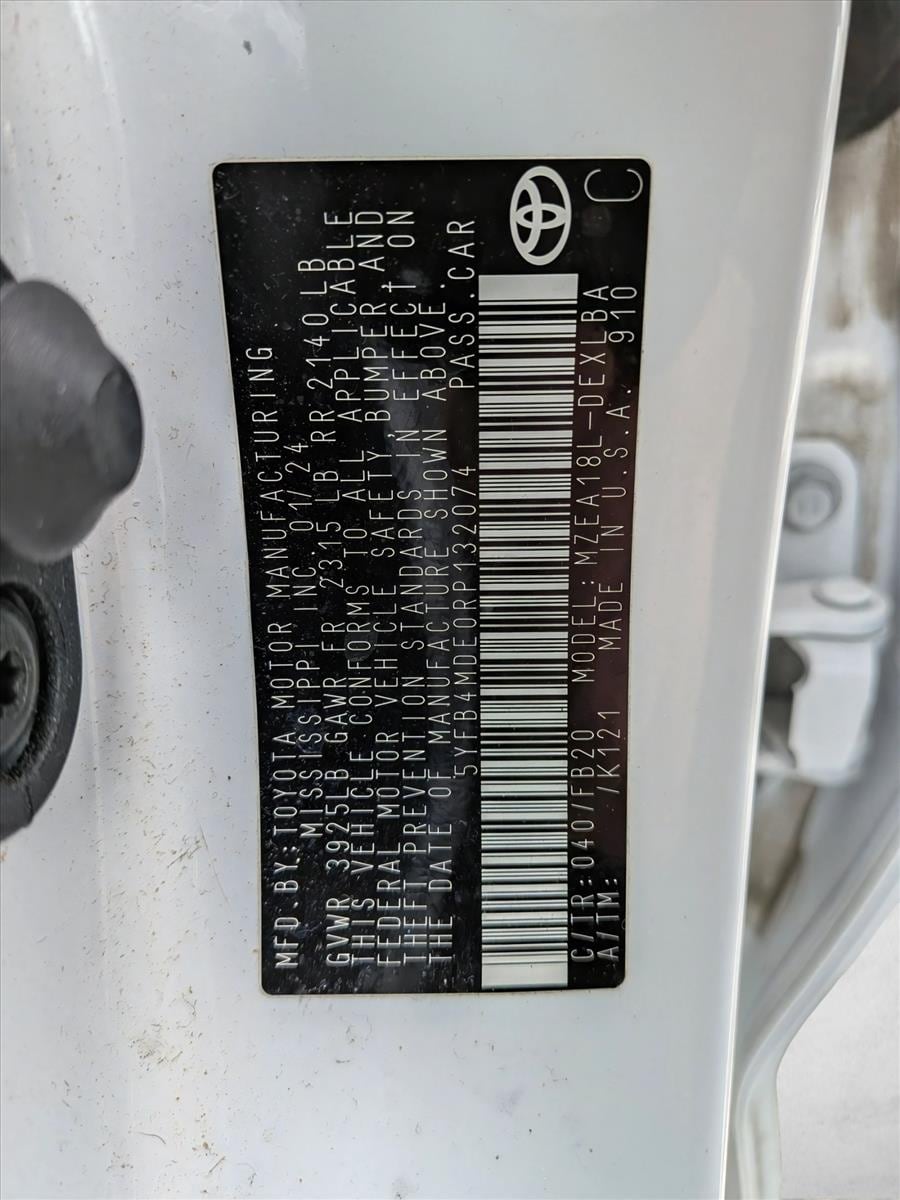 MFD.BY:TOYOTA MOTOR MANUFACTURING
MISSISSIPPI INC.01/24
GVWR 3925LB GAWR FR 2315 LB RR 2140LB
THIS VEHICLE CONFORMS TO ALL APPLICABLE
FEDERAL MOTOR VEHICLE SAFETY, BUMPER, AND
THEFT PREVENTION STANDARDS IN EFFECT ON
THE DATE OF MANUFACTURE SHOWN ABOVE.
5YFB4MDE0RP132074 PASS.CAR
C/TR:040/FB20 MODEL:MZEA18L-DEXLBA
A/TM: /K121 MADE IN U.S.A. 910
C